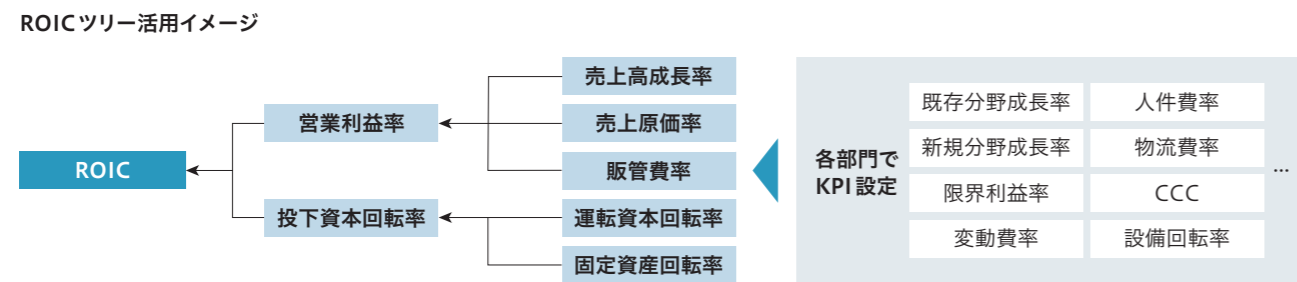 ROICツリー活用イメージ
ROIC
営業利益率
投下資本回転率
売上高成長率
売上原価率
販管費率
運転資本回転率
固定資産回転率
各部門で
KPI設定
既存分野成長率
人件費率
新規分野成長率
物流費率
限界利益率
CCC
変動費率
設備回転率
…